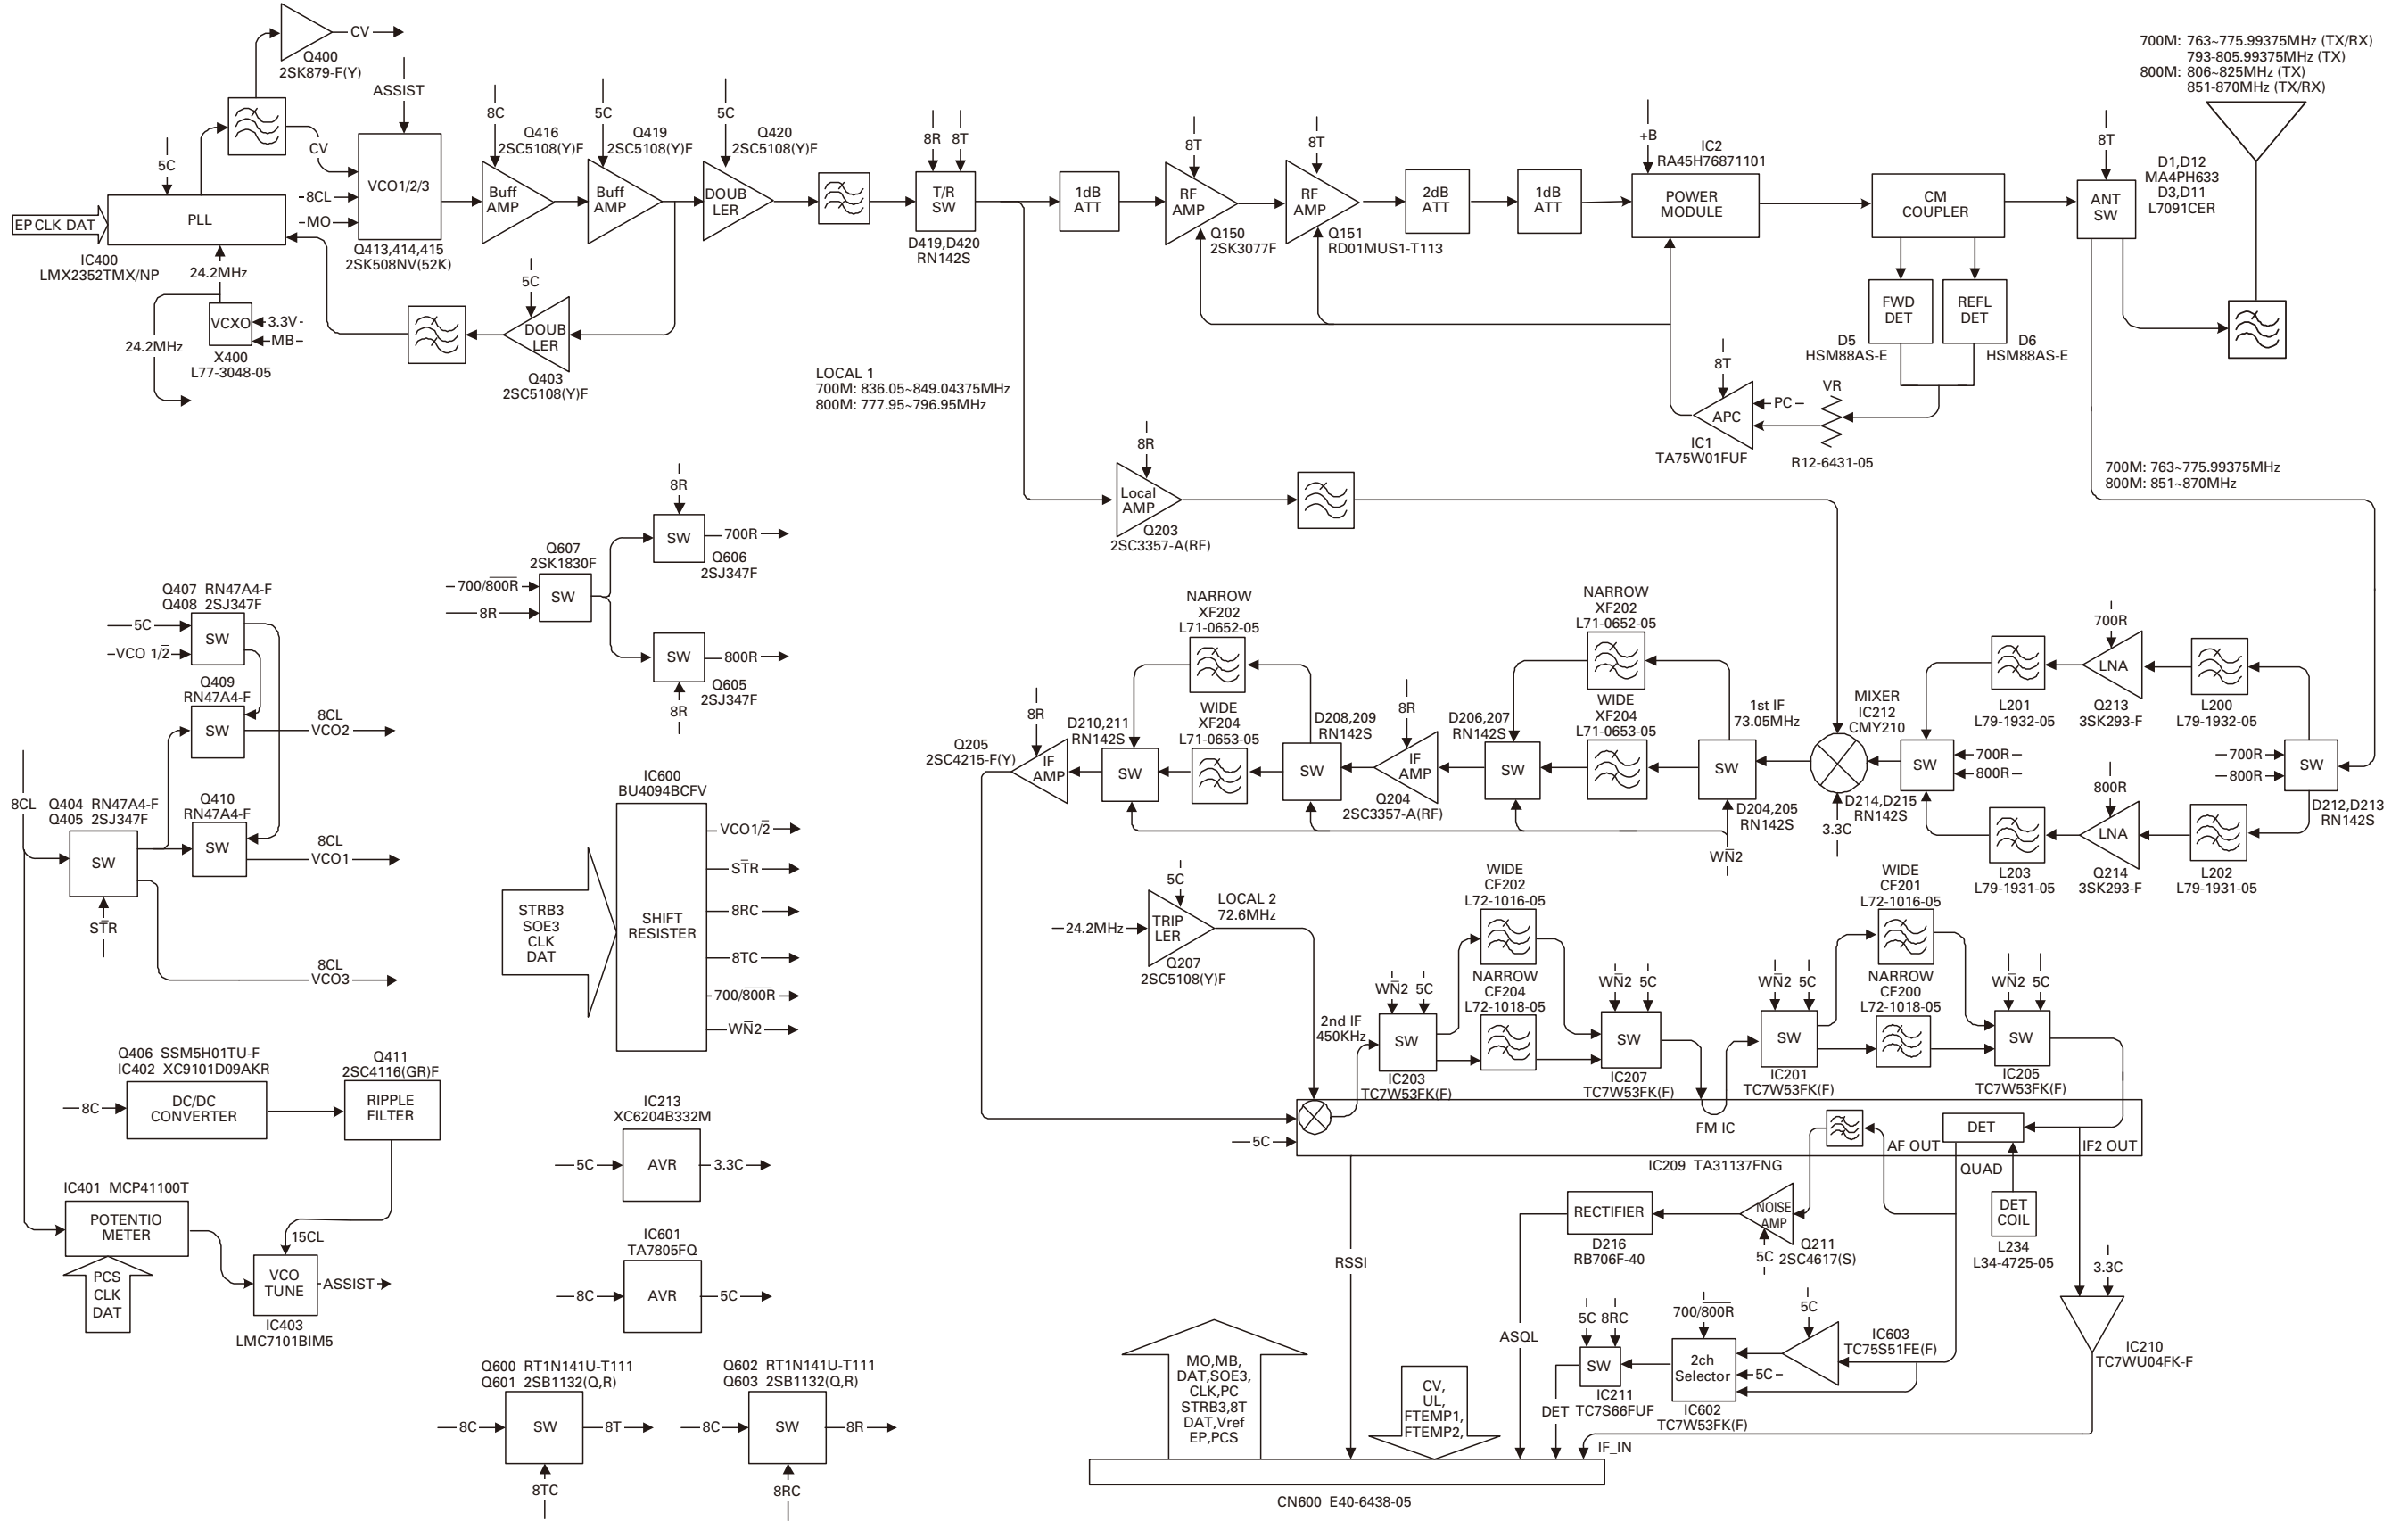 Q400
2SK879-F(Y)
CV
ASSIST
5C
CV
8CL
MO
EP CLK DAT
PLL
IC400
LMX2352TMX/NP
24.2MHz
24.2MHz
VCXO
3.3V
MB
X400
L77-3048-05
VCO1/2/3
Q413,414,415
2SK508NV(52K)
8C
Q416
2SC5108(Y)F
Buff
AMP
5C
Q419
2SC5108(Y)F
Buff
AMP
5C
Q420
2SC5108(Y)F
DOUB
LER
5C
DOUB
LER
Q403
2SC5108(Y)F
8R
8T
T/R
SW
D419,D420
RN142S
1dB
ATT
8T
RF
AMP
Q150
2SK3077F
8T
RF
AMP
Q151
RD01MUS1-T113
2dB
ATT
1dB
ATT
+B
IC2
RA45H76871101
POWER
MODULE
CM
COUPLER
FWD
DET
REFL
DET
D5
HSM88AS-E
D6
HSM88AS-E
8T
APC
IC1
TA75W01FUF
PC
VR
R12-6431-05
8T
ANT
SW
D1,D12
MA4PH633
D3,D11
L7091CER
700M: 763~775.99375MHz (TX/RX)
793-805.99375MHz (TX)
800M: 806~825MHz (TX)
851-870MHz (TX/RX)
LOCAL 1
700M: 836.05~849.04375MHz
800M: 777.95~796.95MHz
8R
Local
AMP
Q203
2SC3357-A(RF)
700M: 763~775.99375MHz
800M: 851~870MHz
8R
SW
700R
Q606
2SJ347F
Q607
2SK1830F
700/8̅0̅0̅R̅
8R
SW
SW
800R
Q605
2SJ347F
8R
Q407 RN47A4-F
Q408 2SJ347F
5C
VCO 1/2̅
SW
Q409
RN47A4-F
SW
8CL
VCO2
8CL
Q404 RN47A4-F
Q405 2SJ347F
SW
ST̅R
Q410
RN47A4-F
SW
8CL
VCO1
8CL
VCO3
IC600
BU4094BCFV
STRB3
SOE3
CLK
DAT
SHIFT
RESISTER
VCO1/2̅
ST̅R
8RC
8TC
700/8̅0̅0̅R̅
WN̅2
NARROW
XF202
L71-0652-05
WIDE
XF204
L71-0653-05
NARROW
XF202
L71-0652-05
WIDE
XF204
L71-0653-05
8R
Q205
2SC4215-F(Y)
IF
AMP
D210,211
RN142S
SW
D208,209
RN142S
SW
8R
IF
AMP
Q204
2SC3357-A(RF)
D206,207
RN142S
SW
1st IF
73.05MHz
SW
D204,205
RN142S
WN̅2
MIXER
IC212
CMY210
3.3C
SW
700R
800R
D214,D215
RN142S
L201
L79-1932-05
700R
LNA
Q213
3SK293-F
L200
L79-1932-05
700R
800R
SW
D212,D213
RN142S
L203
L79-1931-05
800R
LNA
Q214
3SK293-F
L202
L79-1931-05
5C
24.2MHz
TRIP
LER
Q207
2SC5108(Y)F
LOCAL 2
72.6MHz
2nd IF
450KHz
WN̅2
5C
SW
IC203
TC7W53FK(F)
WIDE
CF202
L72-1016-05
NARROW
CF204
L72-1018-05
WN̅2
5C
SW
IC207
TC7W53FK(F)
WN̅2
5C
SW
IC201
TC7W53FK(F)
WIDE
CF201
L72-1016-05
NARROW
CF200
L72-1018-05
WN̅2
5C
SW
IC205
TC7W53FK(F)
5C
FM IC
IC209 TA31137FNG
AF OUT
DET
QUAD
IF2 OUT
DET
COIL
L234
L34-4725-05
NOISE
AMP
5C
Q211
2SC4617(S)
RECTIFIER
D216
RB706F-40
RSSI
ASQL
5C
8RC
SW
IC211
TC7S66FUF
DET
700/8̅0̅0̅R̅
2ch
Selector
IC602
TC7W53FK(F)
5C
5C
IC603
TC75S51FE(F)
3.3C
IC210
TC7WU04FK-F
IF_IN
Q406 SSM5H01TU-F
IC402 XC9101D09AKR
8C
DC/DC
CONVERTER
Q411
2SC4116(GR)F
RIPPLE
FILTER
IC401 MCP41100T
POTENTIO
METER
PCS
CLK
DAT
15CL
VCO
TUNE
ASSIST
IC403
LMC7101BIM5
IC213
XC6204B332M
5C
AVR
3.3C
IC601
TA7805FQ
8C
AVR
5C
Q600 RT1N141U-T111
Q601 2SB1132(Q,R)
8C
SW
8T
8TC
Q602 RT1N141U-T111
Q603 2SB1132(Q,R)
8C
SW
8R
8RC
MO,MB,
DAT,SOE3,
CLK,PC
STRB3,8T
DAT,Vref
EP,PCS
CV,
UL,
FTEMP1,
FTEMP2,
CN600 E40-6438-05